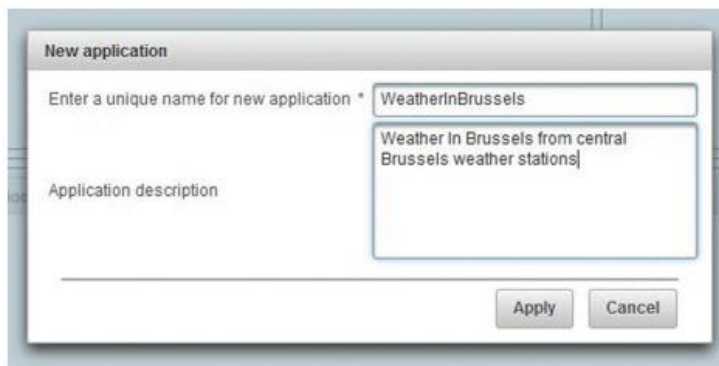 New application
Enter a unique name for new application *
WeatherInBrussels
Weather In Brussels from central
Brussels weather stations
Application description
Apply
Cancel